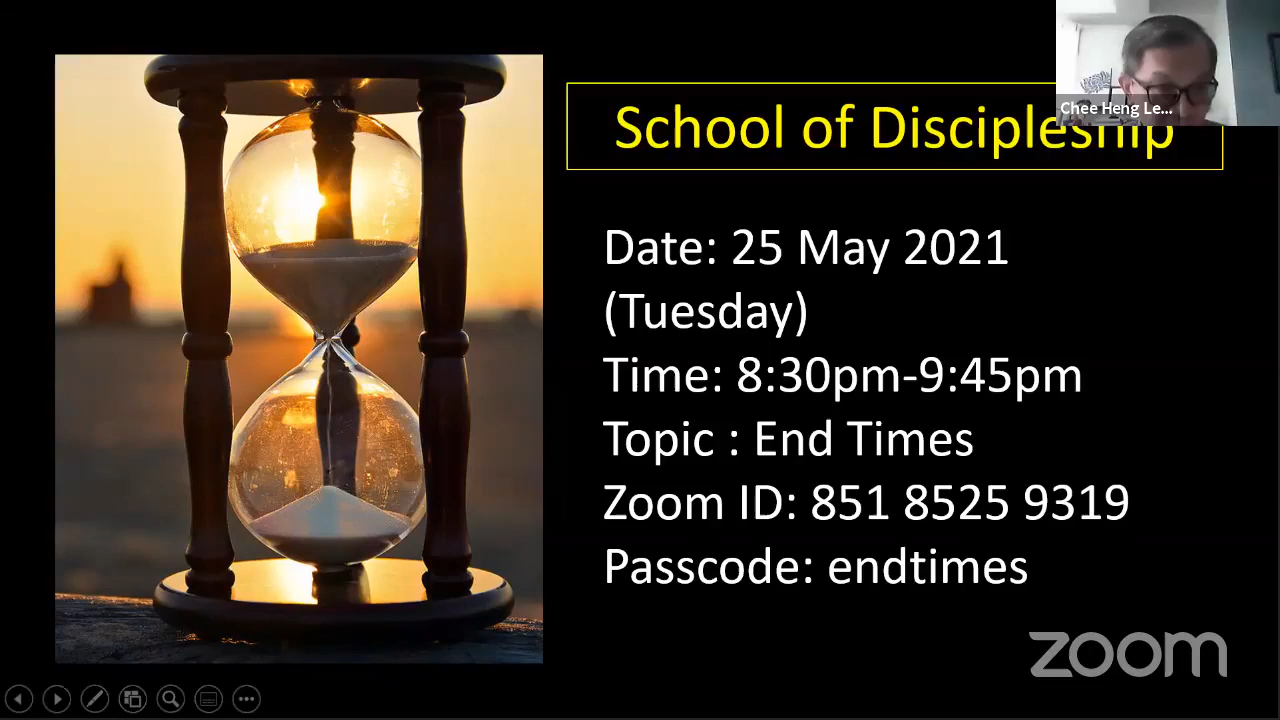 School of Discipleship
Chee Heng Le...
Date: 25 May 2021
(Tuesday)
Time: 8:30pm-9:45pm
Topic : End Times
Zoom ID: 851 8525 9319
Passcode: endtimes
zoom